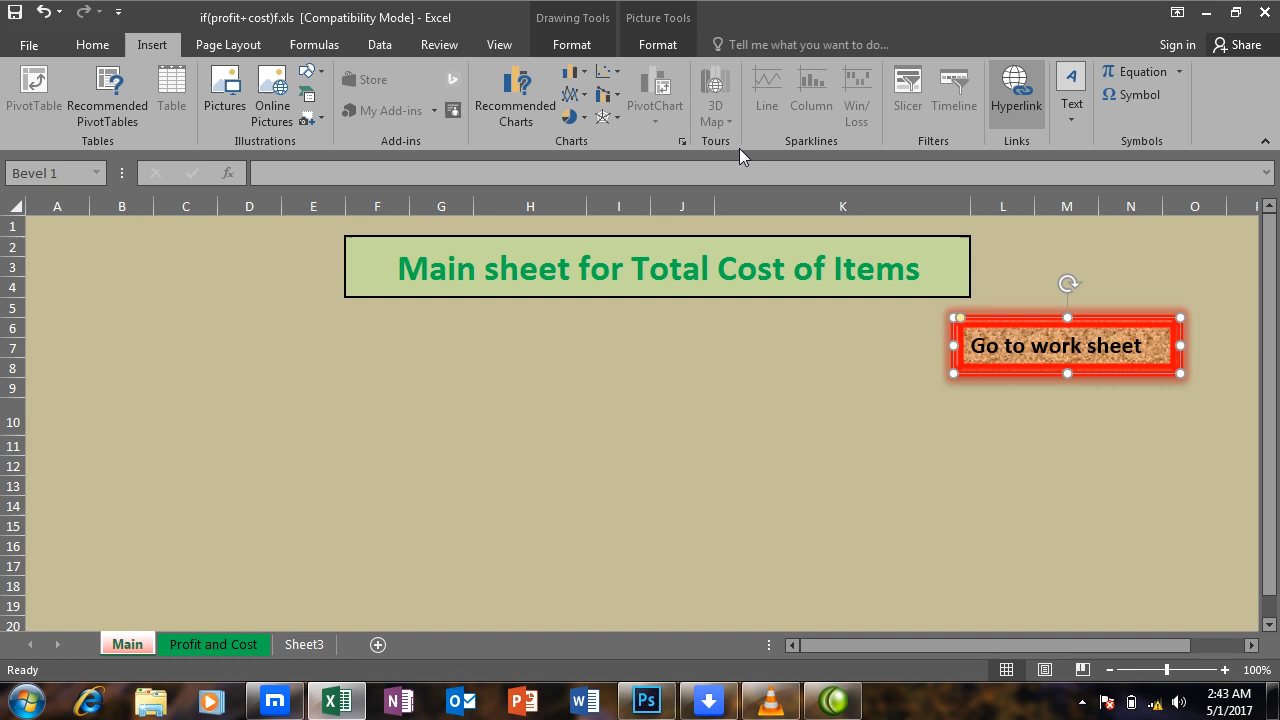 if(profit+cost)f.xls [Compatibility Mode] - Excel
Drawing Tools
Picture Tools
File
Home
Insert
Page Layout
Formulas
Data
Review
View
Format
Format
Tell me what you want to do...
Sign in
Share
PivotTable
Recommended PivotTables
Table
Tables
Pictures
Online Pictures
Illustrations
Store
My Add-ins
Add-ins
Recommended Charts
PivotChart
Charts
3D Map
Tours
Line
Column
Win/Loss
Sparklines
Slicer
Timeline
Filters
Hyperlink
Links
Text
Equation
Symbol
Symbols
Bevel 1
fx
A B C D E F G H I J K L M N O
1
2
3
4
5
6
7
8
9
10
11
12
13
14
15
16
17
18
19
20
Main sheet for Total Cost of Items
Go to work sheet
Main
Profit and Cost
Sheet3
Ready
100%
2:43 AM
5/1/2017